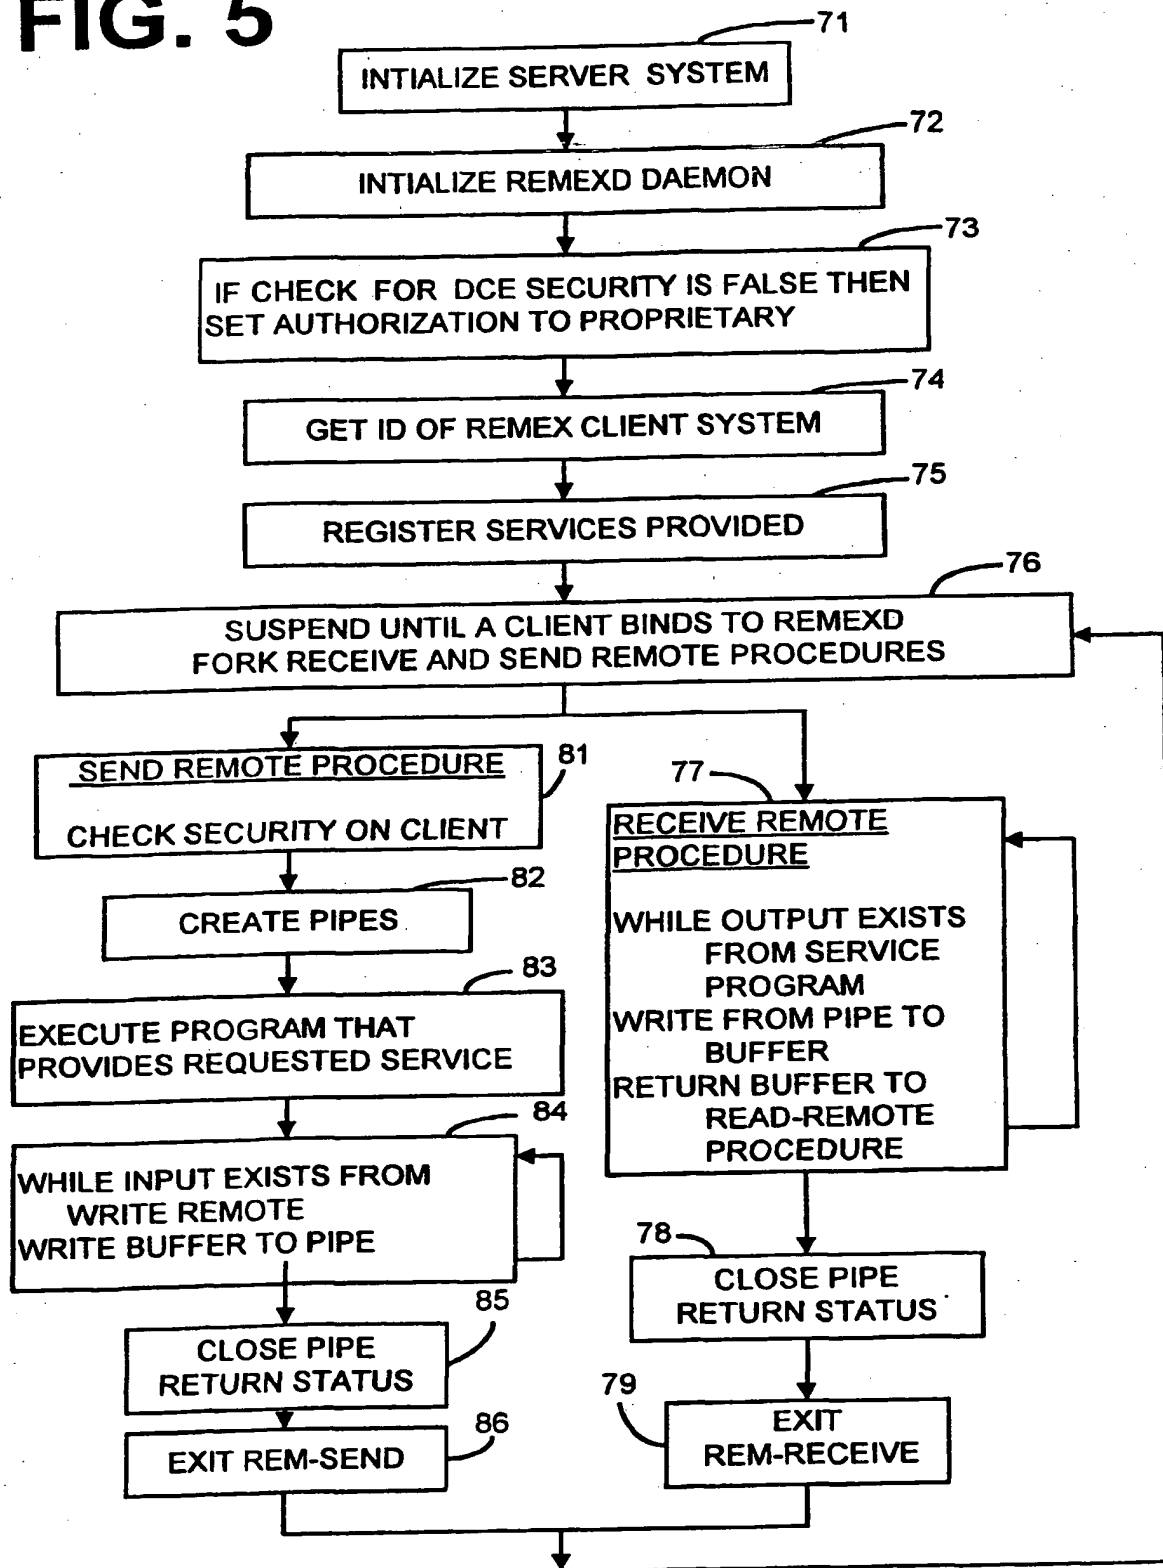 FIG. 5
71
INTIALIZE SERVER SYSTEM
72
INTIALIZE REMEXD DAEMON
73
IF CHECK FOR DCE SECURITY IS FALSE THEN
SET AUTHORIZATION TO PROPRIETARY
74
GET ID OF REMEX CLIENT SYSTEM
75
REGISTER SERVICES PROVIDED
76
SUSPEND UNTIL A CLIENT BINDS TO REMEXD
FORK RECEIVE AND SEND REMOTE PROCEDURES
81
SEND REMOTE PROCEDURE
CHECK SECURITY ON CLIENT
82
CREATE PIPES
83
EXECUTE PROGRAM THAT
PROVIDES REQUESTED SERVICE
84
WHILE INPUT EXISTS FROM
WRITE REMOTE
WRITE BUFFER TO PIPE
85
CLOSE PIPE
RETURN STATUS
86
EXIT REM-SEND
77
RECEIVE REMOTE
PROCEDURE
WHILE OUTPUT EXISTS
FROM SERVICE
PROGRAM
WRITE FROM PIPE TO
BUFFER
RETURN BUFFER TO
READ-REMOTE
PROCEDURE
78
CLOSE PIPE
RETURN STATUS
79
EXIT
REM-RECEIVE